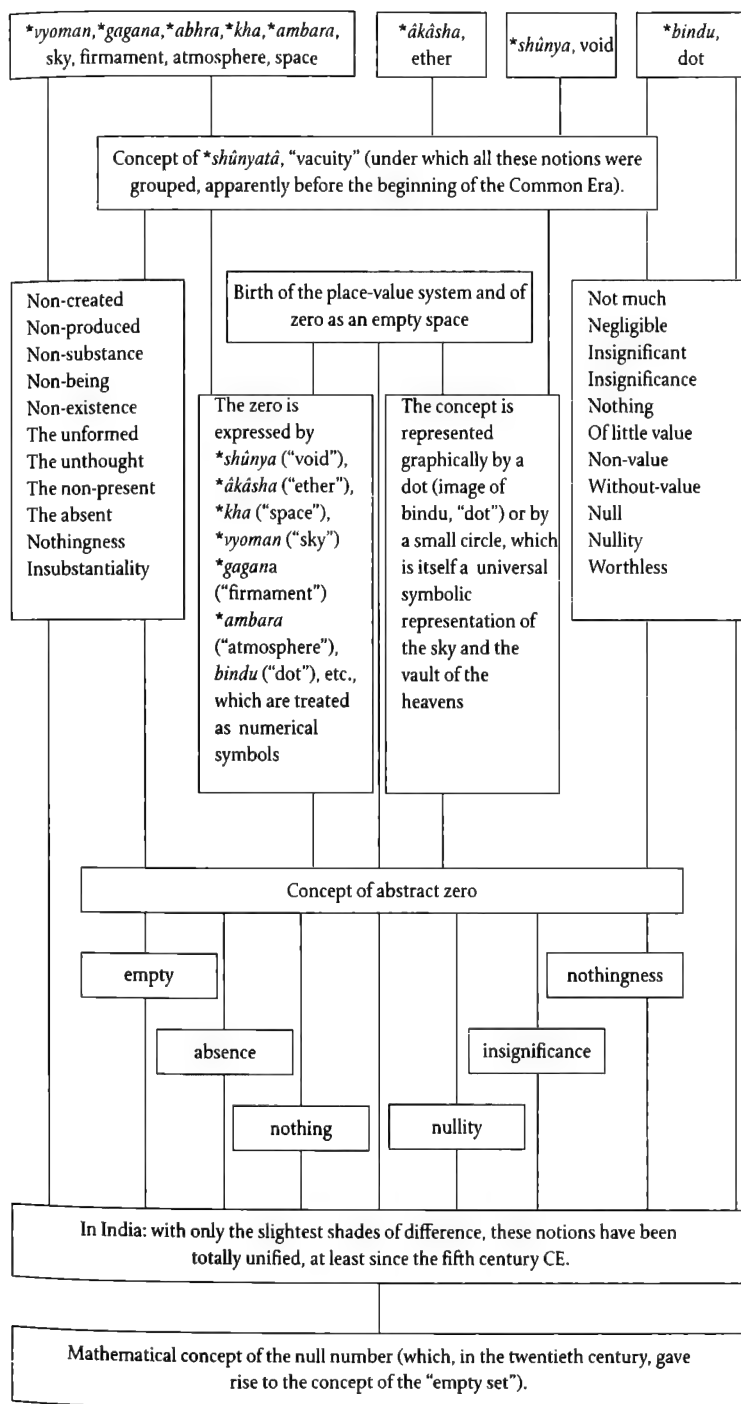 *vyoman, *gagana, *abhra, *kha, *ambara,
sky, firmament, atmosphere, space
*âkâsha,
ether
*shûnya, void
*bindu,
dot
Concept of *shûnyatâ, “vacuity” (under which all these notions were
grouped, apparently before the beginning of the Common Era).
Non-created
Non-produced
Non-substance
Non-being
Non-existence
The unformed
The unthought
The non-present
The absent
Nothingness
Insubstantiality
Birth of the place-value system and of
zero as an empty space
The zero is
expressed by
*shûnya (“void”),
*âkâsha (“ether”),
*kha (“space”),
*vyoman (“sky”)
*gagana
(“firmament”)
*ambara
(“atmosphere”),
bindu (“dot”), etc.,
which are treated
as numerical
symbols
The concept is
represented
graphically by a
dot (image of
bindu, “dot”) or by
a small circle, which
is itself a universal
symbolic
representation of
the sky and the
vault of the
heavens
Not much
Negligible
Insignificant
Insignificance
Nothing
Of little value
Non-value
Without-value
Null
Nullity
Worthless
Concept of abstract zero
empty
nothingness
absence
insignificance
nothing
nullity
In India: with only the slightest shades of difference, these notions have been
totally unified, at least since the fifth century CE.
Mathematical concept of the null number (which, in the twentieth century, gave
rise to the concept of the “empty set”).